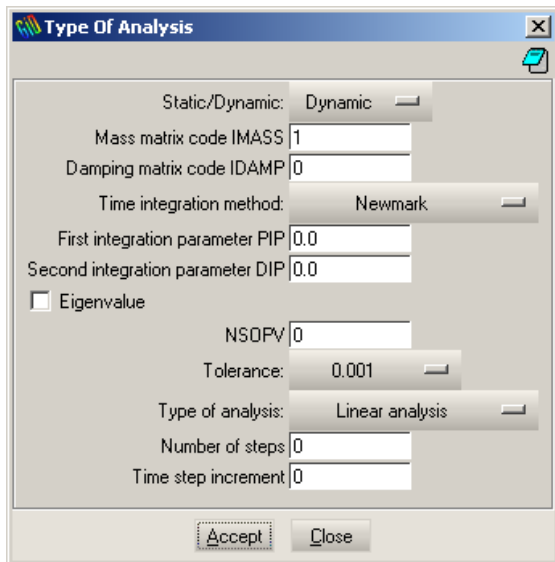 Type Of Analysis
Static/Dynamic: Dynamic
Mass matrix code IMASS 1
Damping matrix code IDAMP 0
Time integration method: Newmark
First integration parameter PIP 0.0
Second integration parameter DIP 0.0
Eigenvalue
NSOPV 0
Tolerance: 0.001
Type of analysis: Linear analysis
Number of steps 0
Time step increment 0
Accept Close